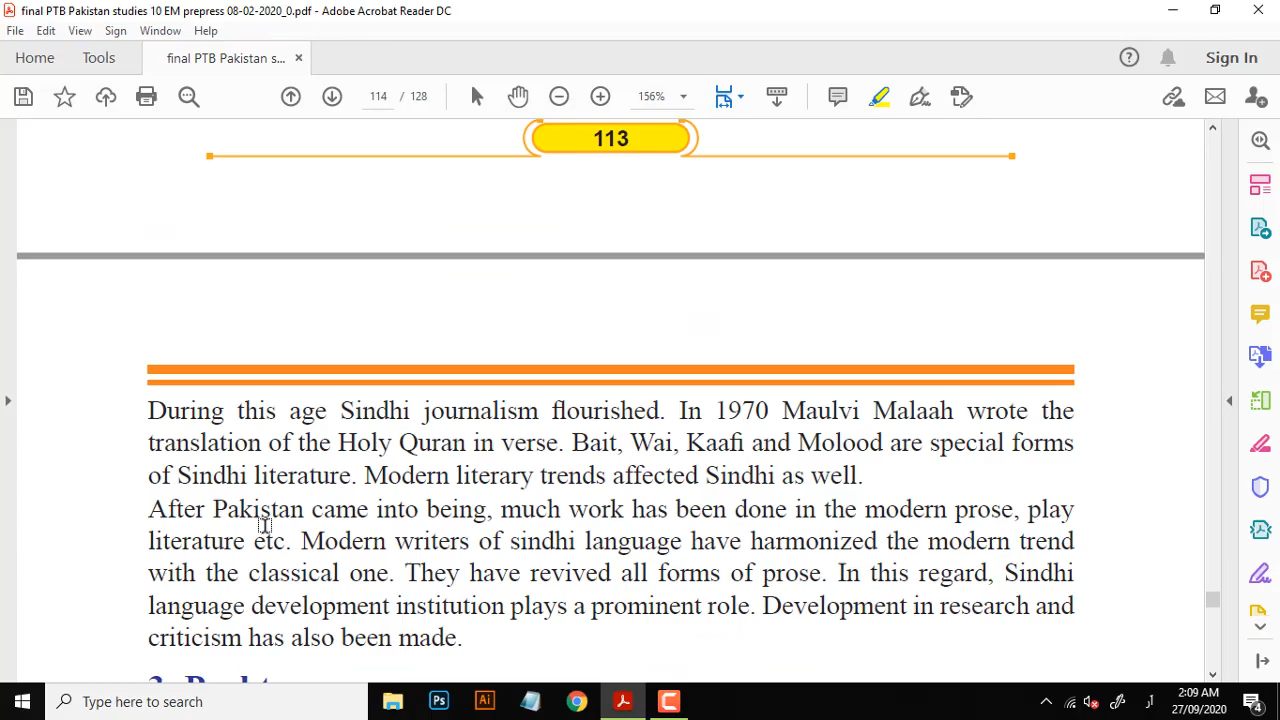 final PTB Pakistan studies 10 EM prepress 08-02-2020_0.pdf - Adobe Acrobat Reader DC
File Edit View Sign Window Help
Home Tools final PTB Pakistan s... Sign In
114 / 128 156%
113
During this age Sindhi journalism flourished. In 1970 Maulvi Malaah wrote the
translation of the Holy Quran in verse. Bait, Wai, Kaafi and Molood are special forms
of Sindhi literature. Modern literary trends affected Sindhi as well.
After Pakistan came into being, much work has been done in the modern prose, play
literature etc. Modern writers of sindhi language have harmonized the modern trend
with the classical one. They have revived all forms of prose. In this regard, Sindhi
language development institution plays a prominent role. Development in research and
criticism has also been made.
Type here to search
Ps Ai
2:09 AM
27/09/2020
4